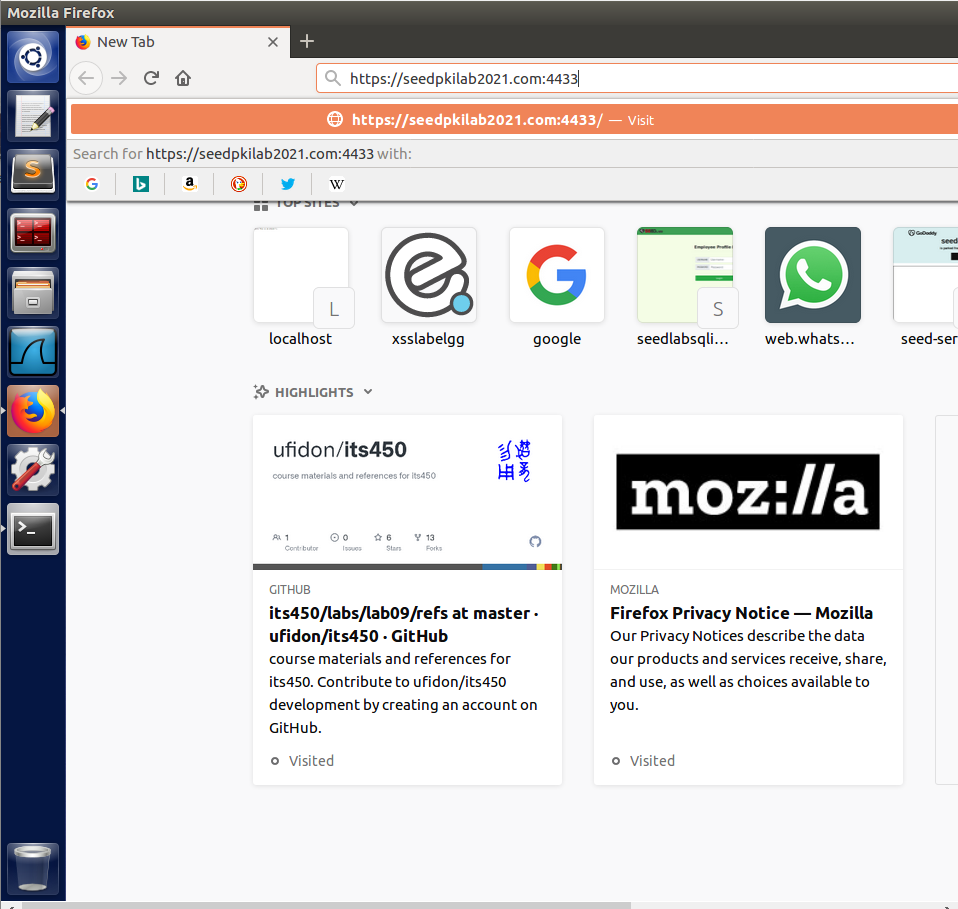 Mozilla Firefox
New Tab
https://seedpkilab2021.com:4433
https://seedpkilab2021.com:4433/ — Visit
Search for https://seedpkilab2021.com:4433 with:
TOP SITES
L
S
GoDaddy
localhost
xsslabelgg
google
seedlabsqli...
web.whats...
seed-ser
HIGHLIGHTS
ufidon/its450
course materials and references for its450
1
Contributor
0
Issues
6
Stars
13
Forks
moz://a
GITHUB
its450/labs/lab09/refs at master ·
ufidon/its450 · GitHub
course materials and references for
its450. Contribute to ufidon/its450
development by creating an account on
GitHub.
Visited
MOZILLA
Firefox Privacy Notice — Mozilla
Our Privacy Notices describe the data
our products and services receive, share,
and use, as well as choices available to
you.
Visited